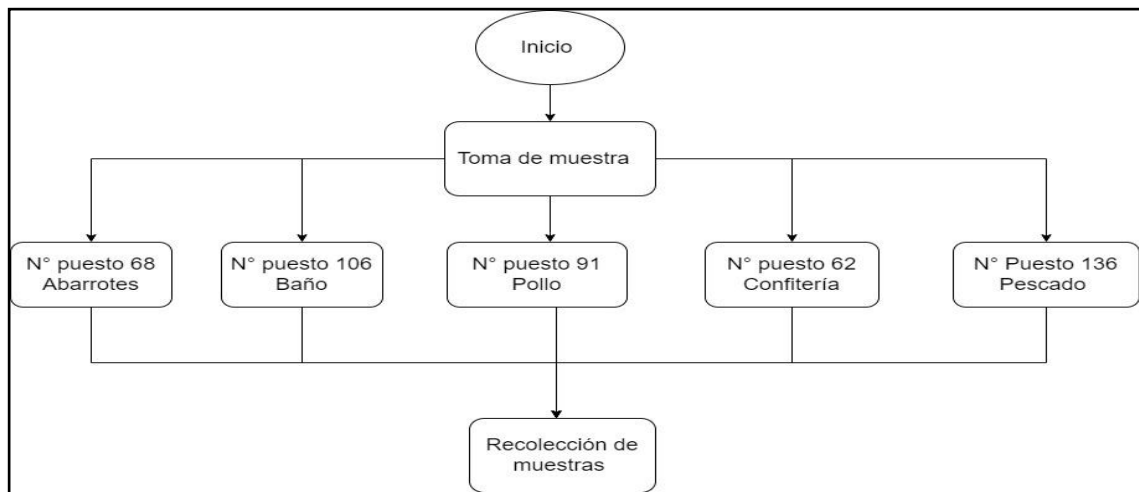 Inicio
Toma de muestra
N° puesto 68
Abarrotes
N° puesto 106
Baño
N° puesto 91
Pollo
N° puesto 62
Confitería
N° Puesto 136
Pescado
Recolección de
muestras